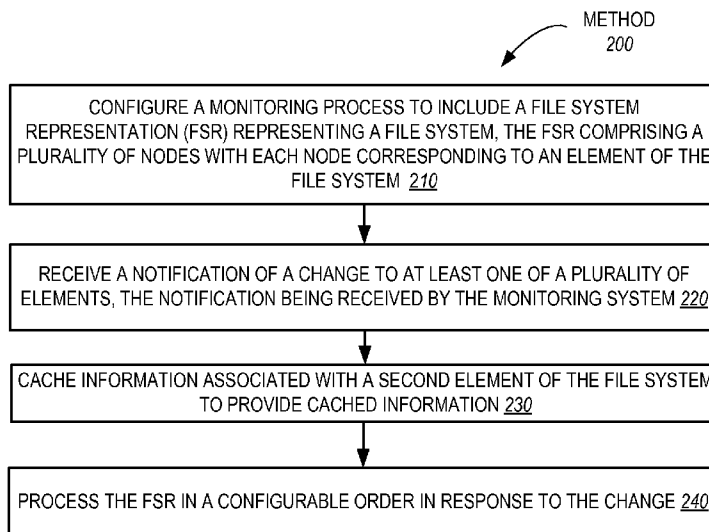 METHOD
200
CONFIGURE A MONITORING PROCESS TO INCLUDE A FILE SYSTEM
REPRESENTATION (FSR) REPRESENTING A FILE SYSTEM, THE FSR COMPRISING A
PLURALITY OF NODES WITH EACH NODE CORRESPONDING TO AN ELEMENT OF THE
FILE SYSTEM 210
RECEIVE A NOTIFICATION OF A CHANGE TO AT LEAST ONE OF A PLURALITY OF
ELEMENTS, THE NOTIFICATION BEING RECEIVED BY THE MONITORING SYSTEM 220
CACHE INFORMATION ASSOCIATED WITH A SECOND ELEMENT OF THE FILE SYSTEM
TO PROVIDE CACHED INFORMATION 230
PROCESS THE FSR IN A CONFIGURABLE ORDER IN RESPONSE TO THE CHANGE 240